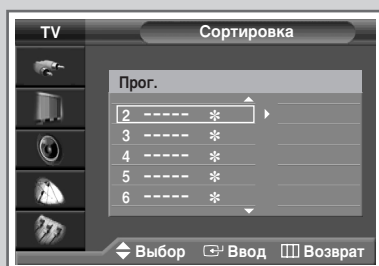 TV Сортировка
Прог.
2 ----- ✻
3 ----- ✻
4 ----- ✻
5 ----- ✻
6 ----- ✻
Выбор Ввод Возврат